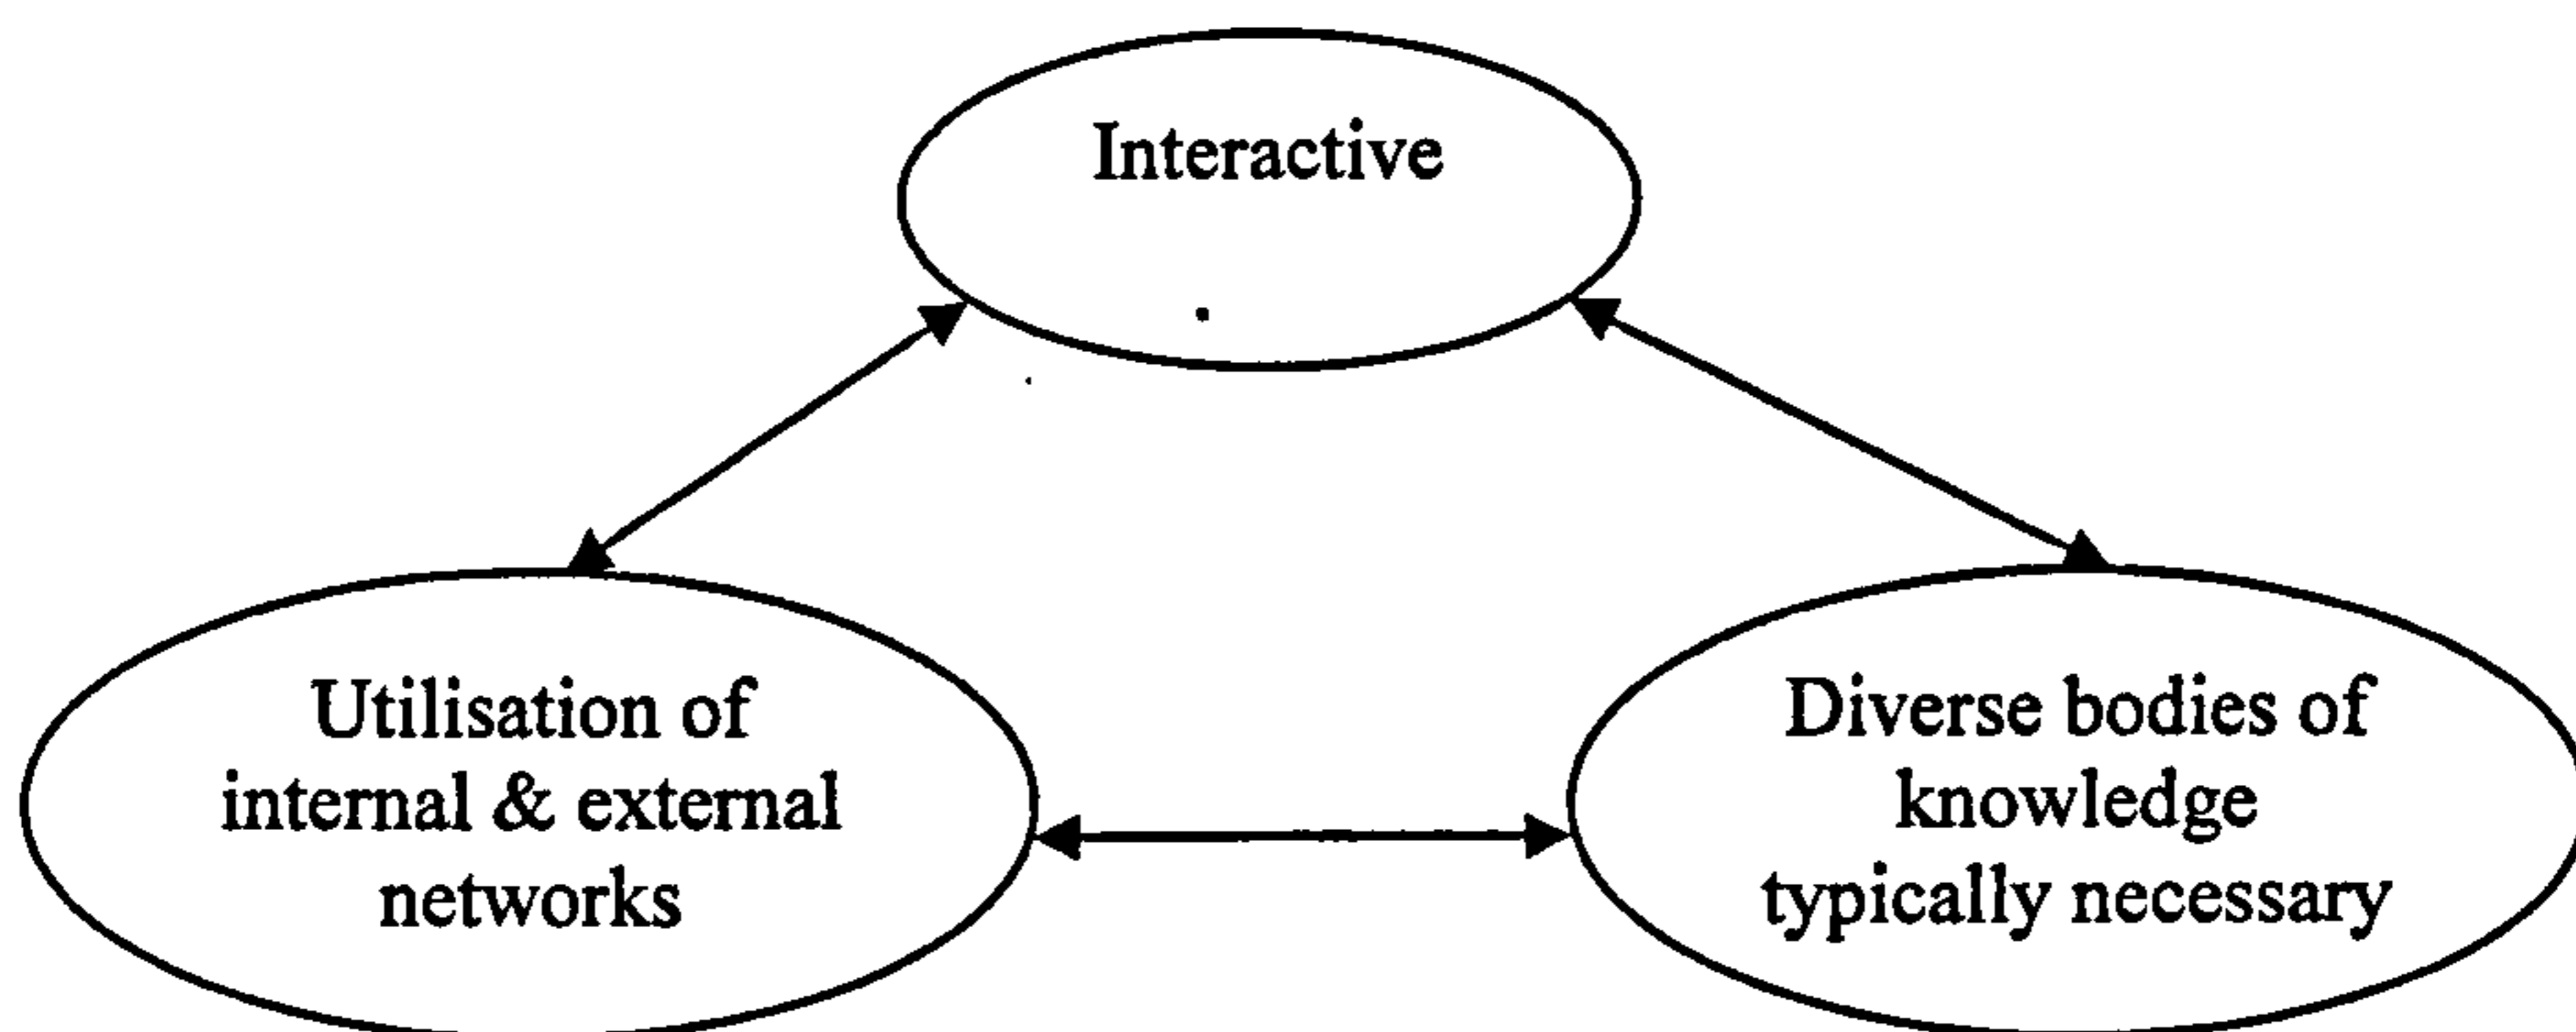 Interactive
Utilisation of
internal & external
networks
Diverse bodies of
knowledge
typically necessary